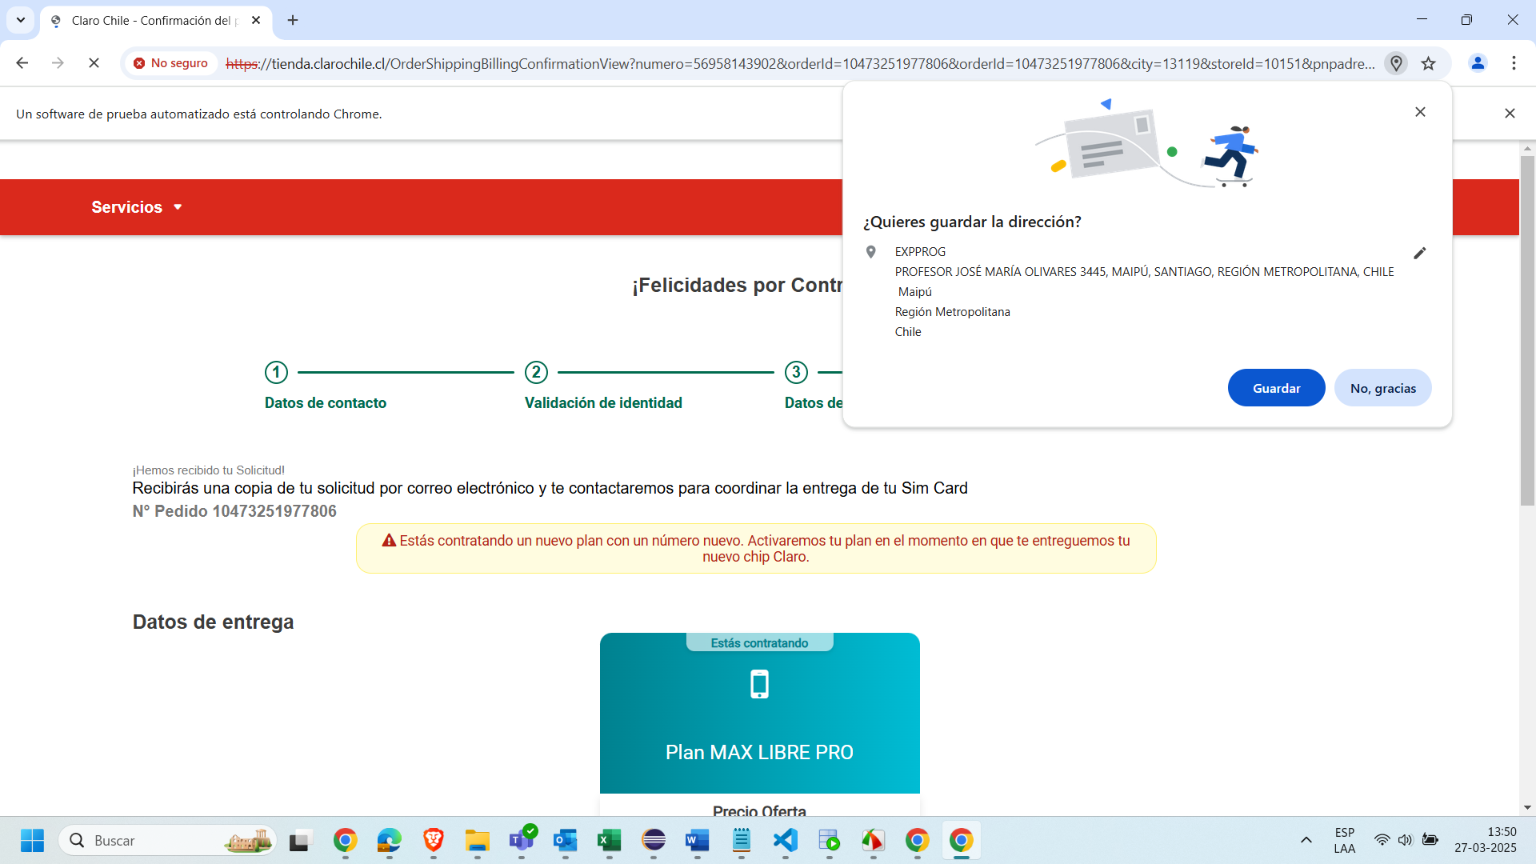 Claro Chile - Confirmación del p
No seguro
https://tienda.clarochile.cl/OrderShippingBillingConfirmationView?numero=56958143902&orderId=10473251977806&orderId=10473251977806&city=13119&storeId=10151&pnpadre...
Un software de prueba automatizado está controlando Chrome.
Servicios
¿Quieres guardar la dirección?
EXPPROG
PROFESOR JOSÉ MARÍA OLIVARES 3445, MAIPÚ, SANTIAGO, REGIÓN METROPOLITANA, CHILE
Maipú
Región Metropolitana
Chile
Guardar
No, gracias
¡Felicidades por Contr
1
2
3
Datos de contacto
Validación de identidad
Datos de
¡Hemos recibido tu Solicitud!
Recibirás una copia de tu solicitud por correo electrónico y te contactaremos para coordinar la entrega de tu Sim Card
N° Pedido 10473251977806
Estás contratando un nuevo plan con un número nuevo. Activaremos tu plan en el momento en que te entreguemos tu
nuevo chip Claro.
Datos de entrega
Estás contratando
Plan MAX LIBRE PRO
Precio Oferta
Buscar
ESP
LAA
13:50
27-03-2025